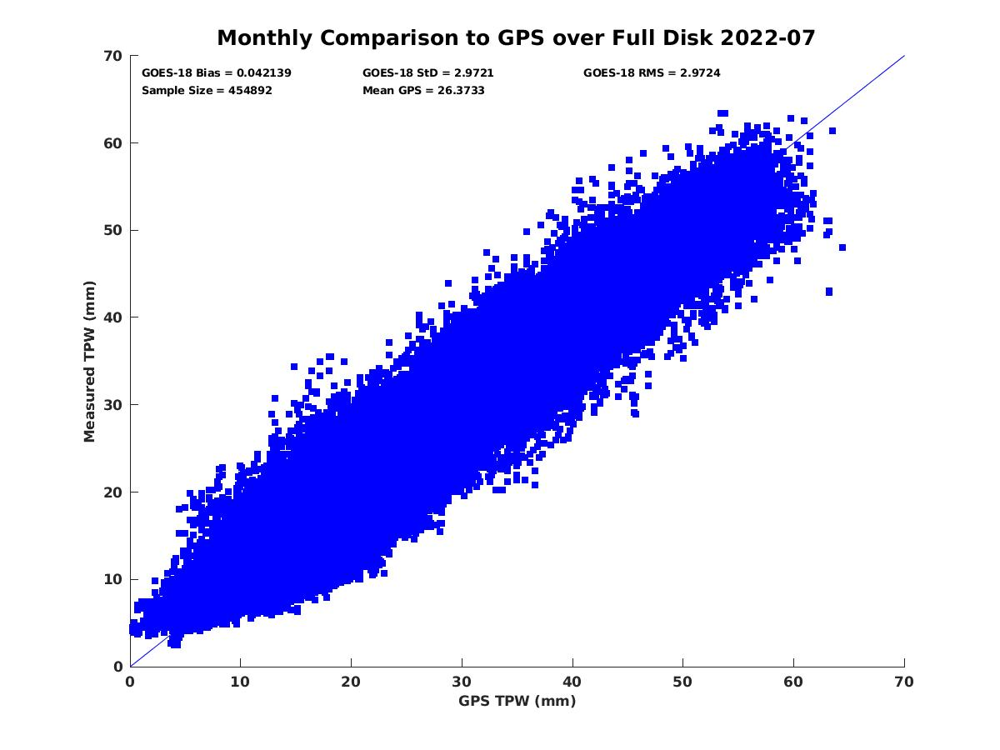 Monthly Comparison to GPS over Full Disk 2022-07
GOES-18 Bias = 0.042139 GOES-18 StD = 2.9721 GOES-18 RMS = 2.9724
Sample Size = 454892 Mean GPS = 26.3733
70
60
50
40
30
20
10
0
Measured TPW (mm)
0 10 20 30 40 50 60 70
GPS TPW (mm)